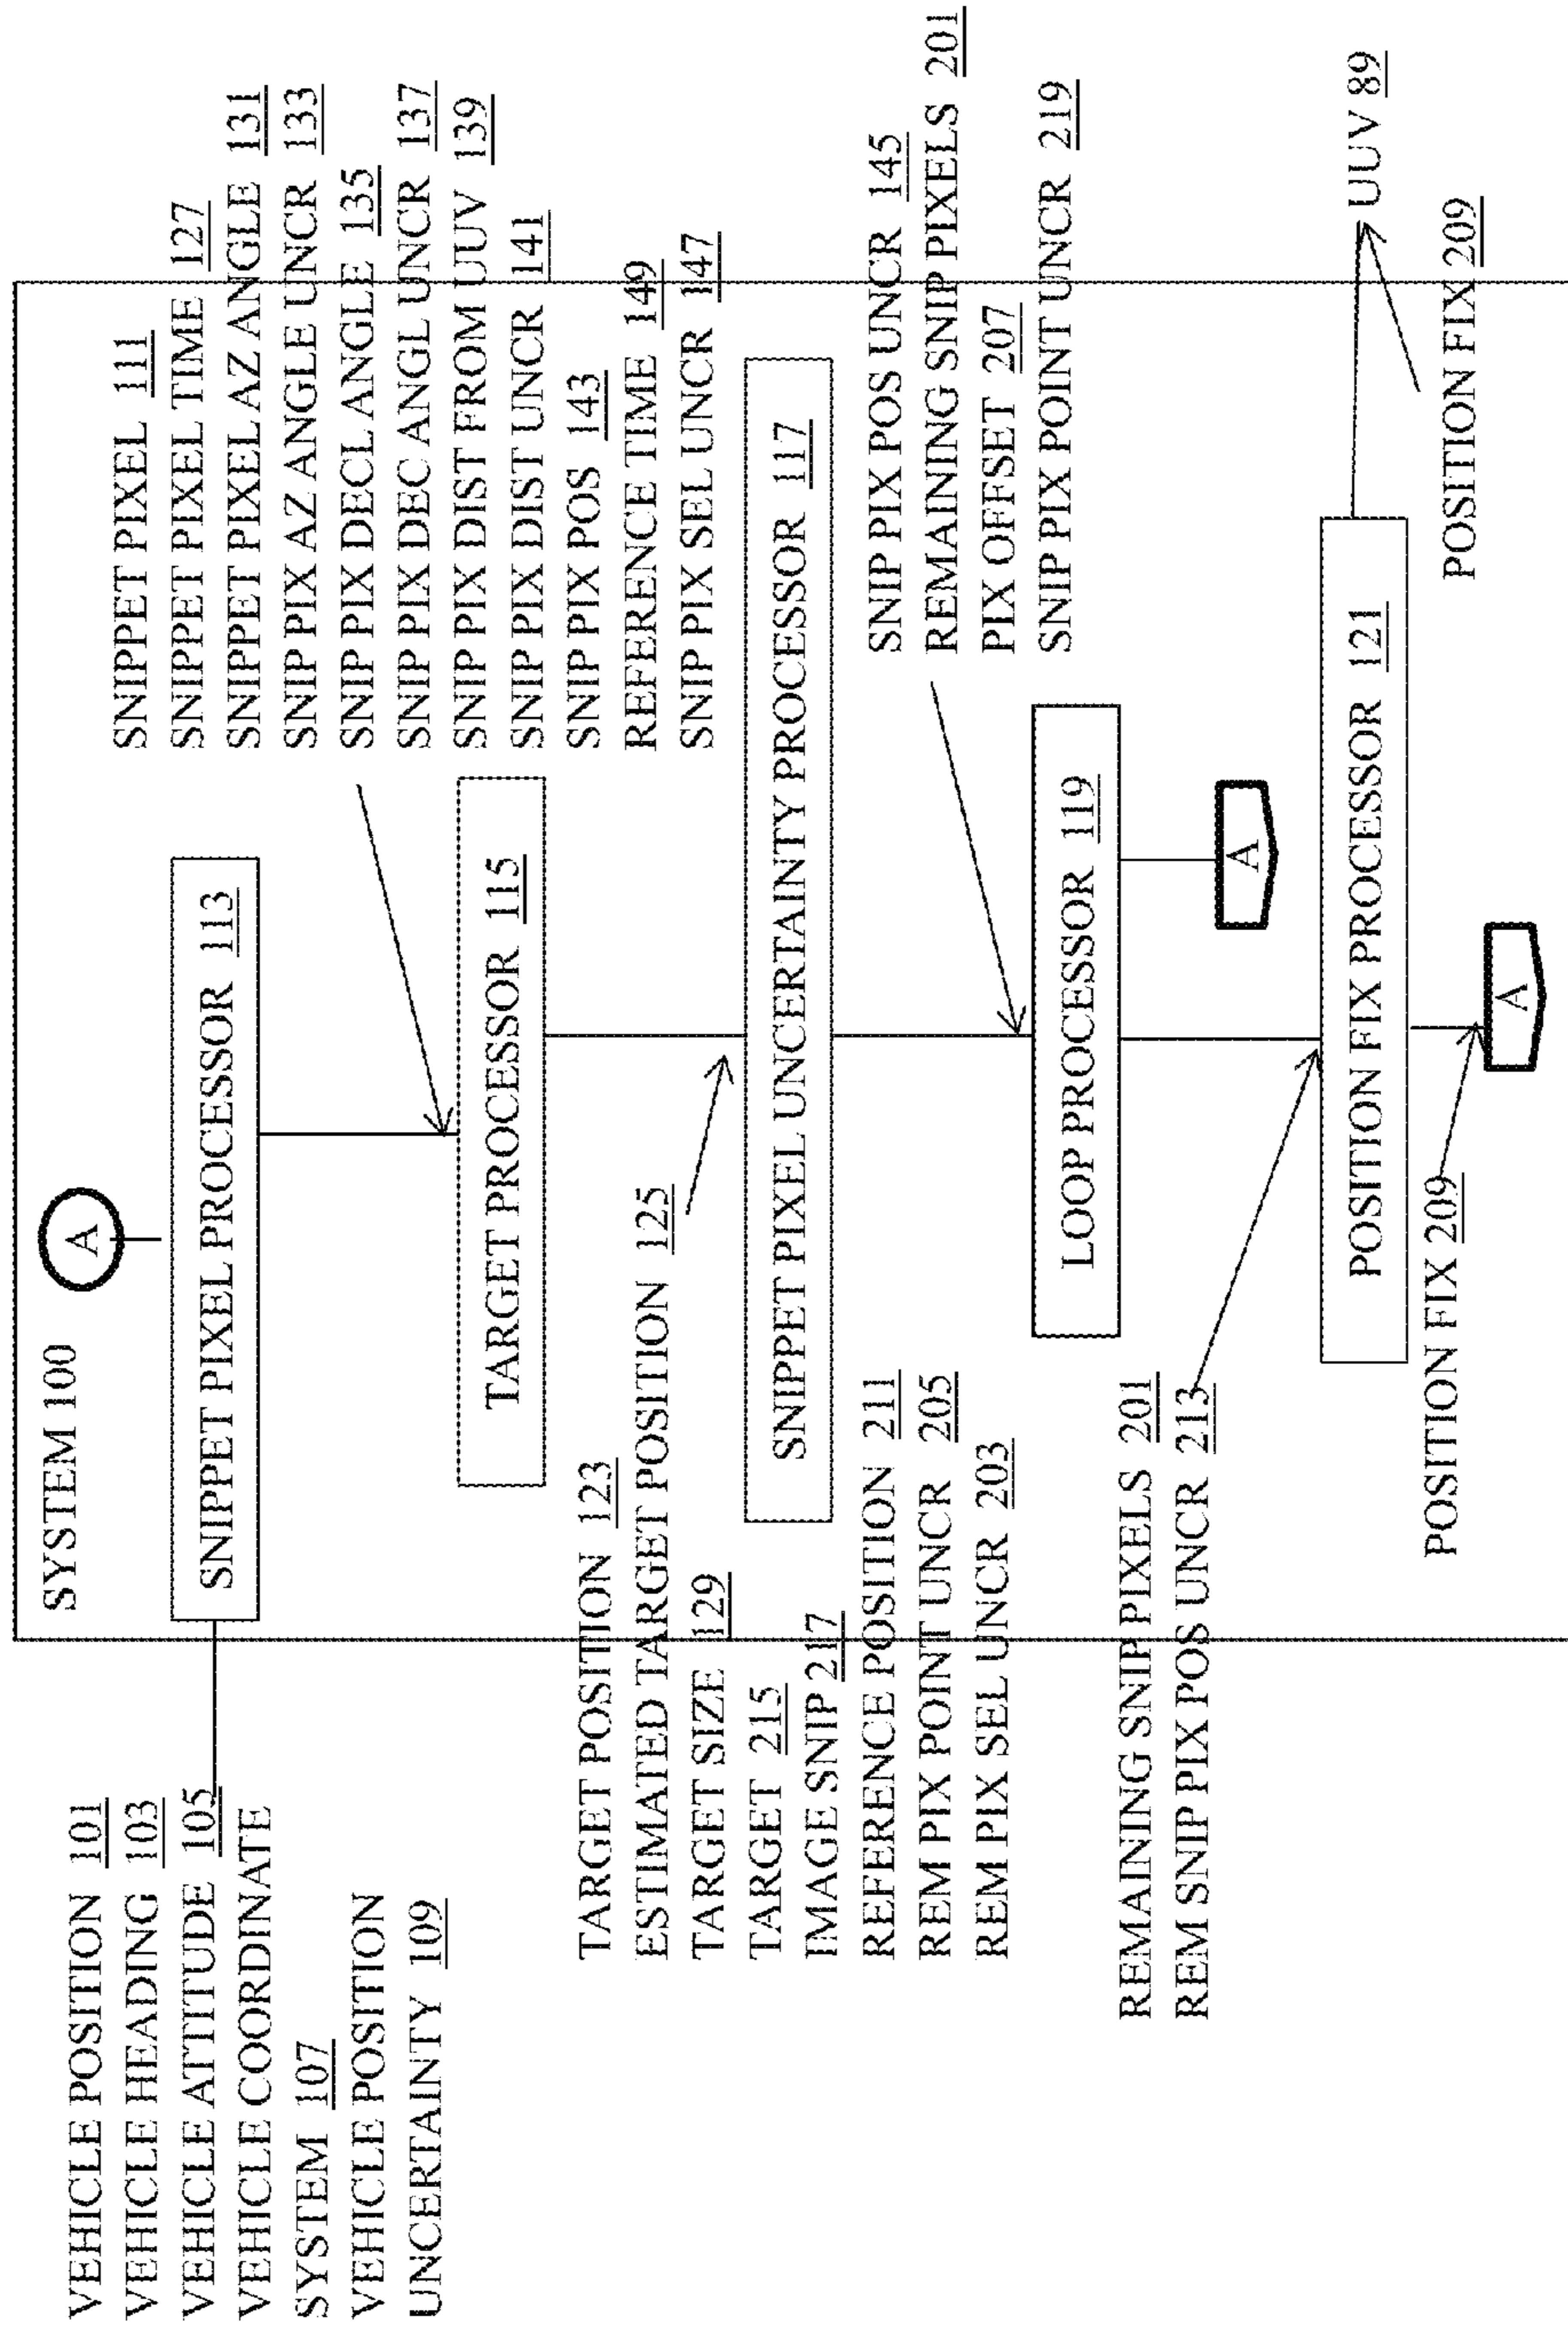 SYSTEM 100
A
VEHICLE POSITION 101
VEHICLE HEADING 103
VEHICLE ATTITUDE 105
VEHICLE COORDINATE
SYSTEM 107
VEHICLE POSITION
UNCERTAINTY 109
SNIPPET PIXEL PROCESSOR 113
SNIPPET PIXEL 111
SNIPPET PIXEL TIME 127
SNIPPET PIXEL AZ ANGLE 131
SNIP PIX AZ ANGLE UNCR 133
SNIP PIX DECL ANGLE 135
SNIP PIX DEC ANGL UNCR 137
SNIP PIX DIST FROM UUV 139
SNIP PIX DIST UNCR 141
SNIP PIX POS 143
REFERENCE TIME 149
SNIP PIX SEL UNCR 147
TARGET PROCESSOR 115
TARGET POSITION 123
ESTIMATED TARGET POSITION 125
TARGET SIZE 129
TARGET 215
IMAGE SNIP 217
REFERENCE POSITION 211
REM PIX POINT UNCR 205
REM PIX SEL UNCR 203
SNIPPET PIXEL UNCERTAINTY PROCESSOR 117
SNIP PIX POS UNCR 145
REMAINING SNIP PIXELS 201
PIX OFFSET 207
SNIP PIX POINT UNCR 219
LOOP PROCESSOR 119
A
REMAINING SNIP PIXELS 201
REM SNIP PIX POS UNCR 213
POSITION FIX PROCESSOR 121
UUV 89
POSITION FIX 209
POSITION FIX 209
A